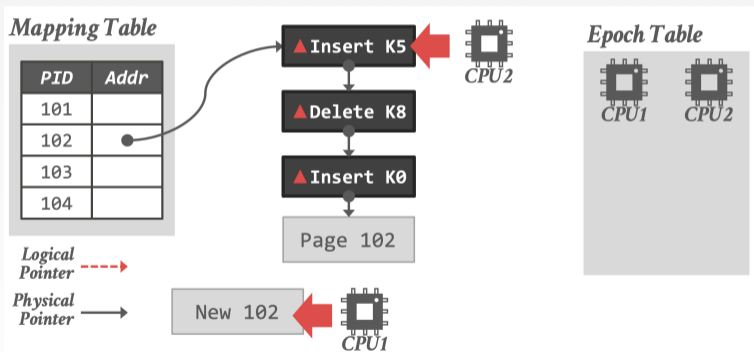 Mapping Table
PID Addr
101
102
103
104
Logical
Pointer
Physical
Pointer
▲Insert K5
CPU2
▲Delete K8
▲Insert K0
Page 102
New 102
CPU1
Epoch Table
CPU1 CPU2